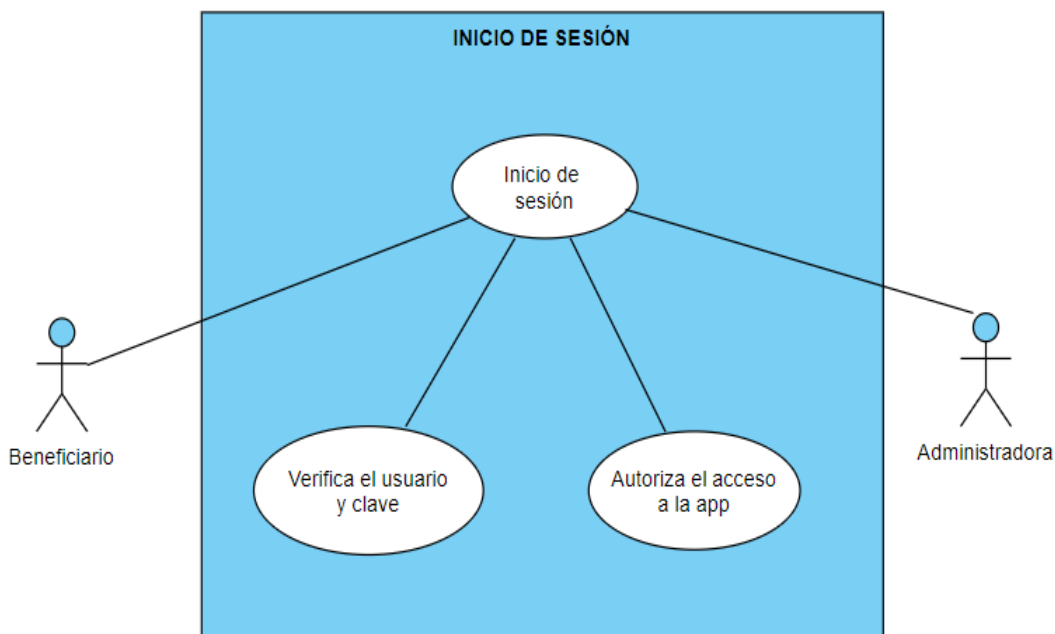 INICIO DE SESIÓN
Inicio de
sesión
Beneficiario
Administradora
Verifica el usuario
y clave
Autoriza el acceso
a la app